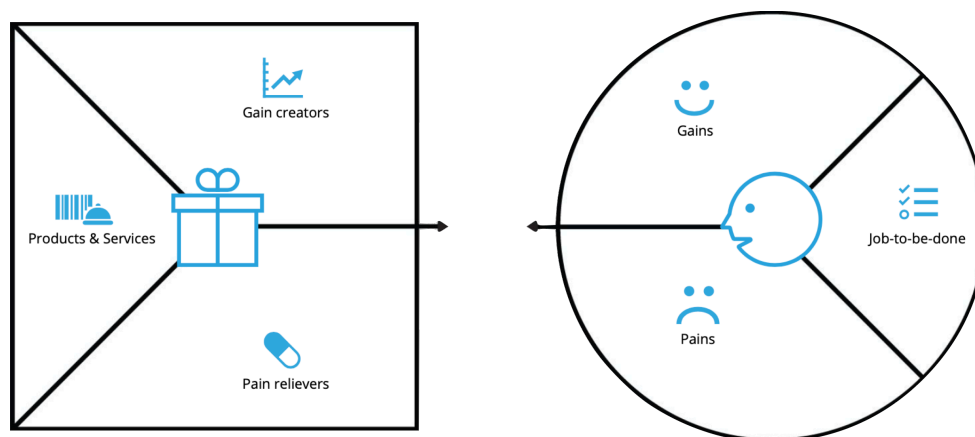 Gain creators
Products & Services
Pain relievers
Gains
Job-to-be-done
Pains